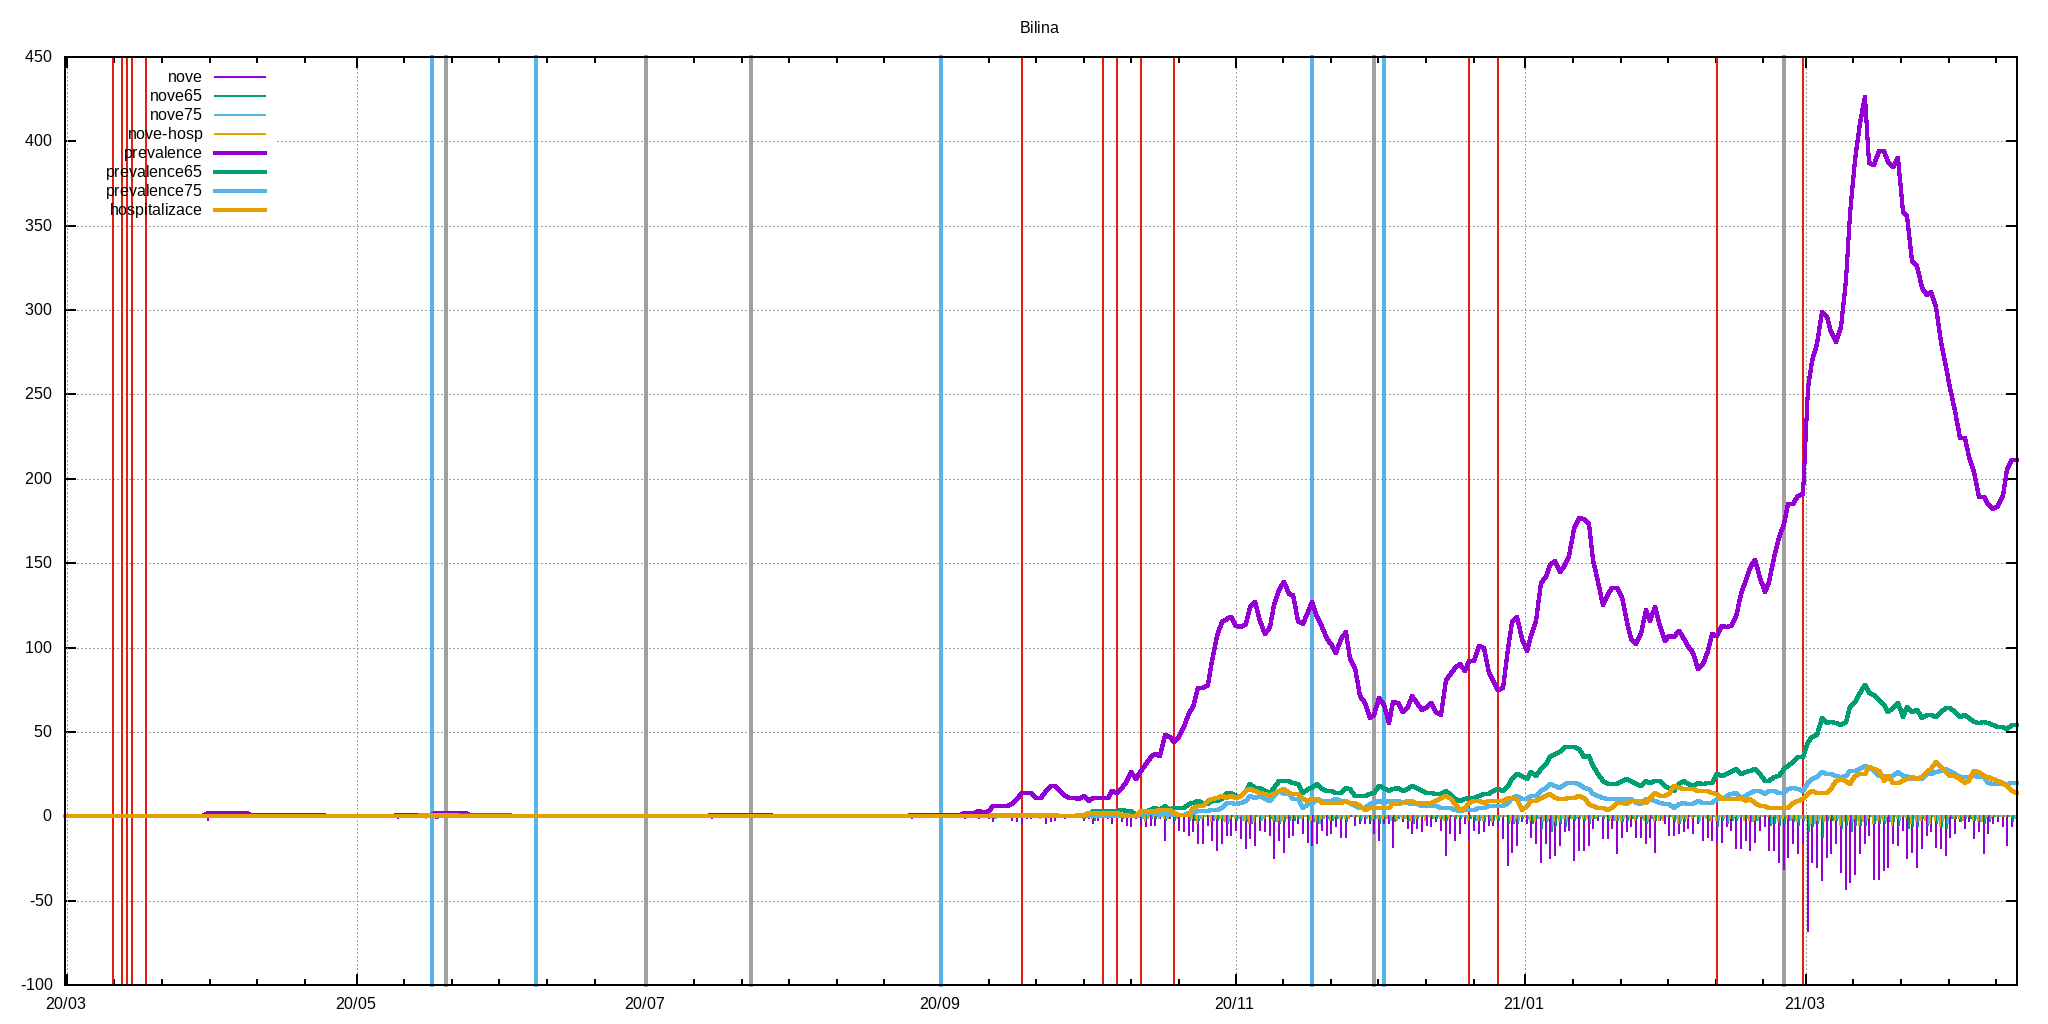 Bilina
450
400
350
300
250
200
150
100
50
0
-50
-100
nove
nove65
nove75
nove-hosp
prevalence
prevalence65
prevalence75
hospitalizace
20/03 20/05 20/07 20/09 20/11 21/01 21/03